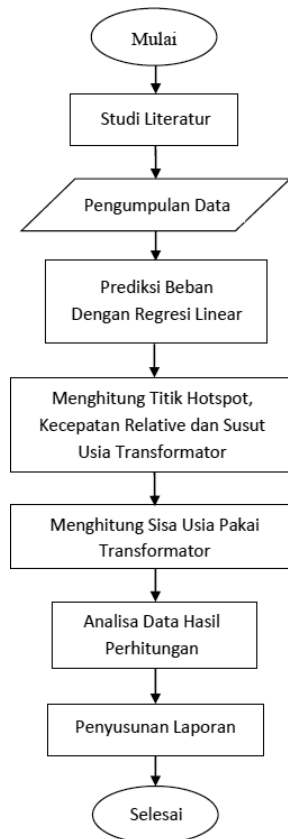 Mulai
Studi Literatur
Pengumpulan Data
Prediksi Beban
Dengan Regresi Linear
Menghitung Titik Hotspot,
Kecepatan Relative dan Susut
Usia Transformator
Menghitung Sisa Usia Pakai
Transformator
Analisa Data Hasil
Perhitungan
Penyusunan Laporan
Selesai